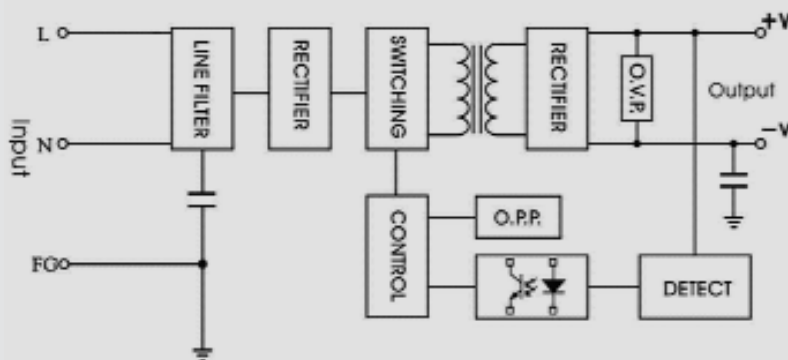 L
LINE FILTER
RECTIFIER
SWITCHING
RECTIFIER
O.V.P.
+V
Output
-V
Input
N
CONTROL
O.P.P.
FG
DETECT